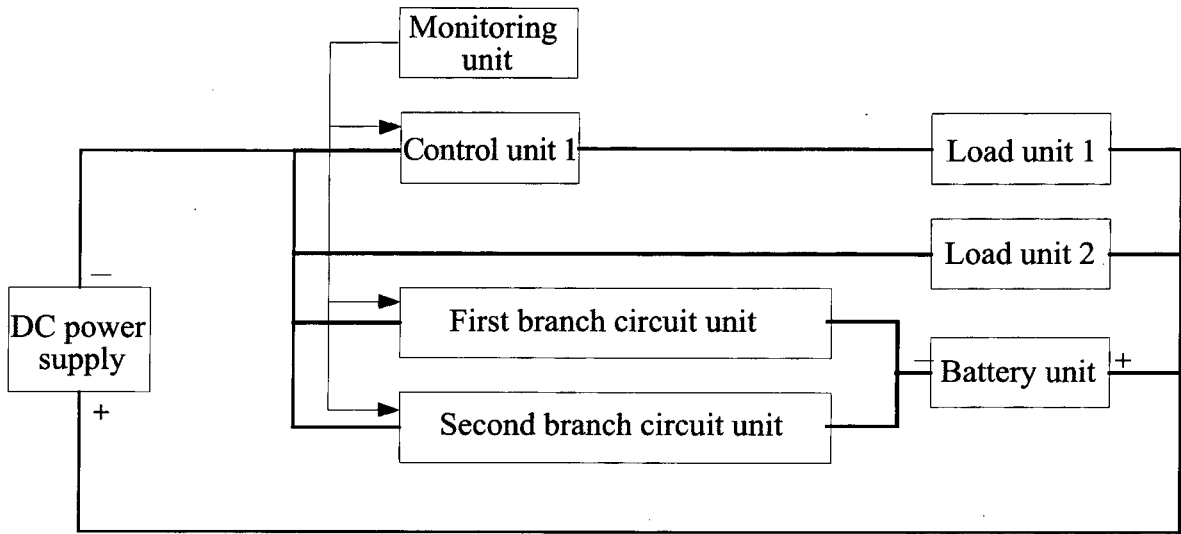 Monitoring
unit
Control unit 1
Load unit 1
Load unit 2
—
DC power
supply
+
First branch circuit unit
— Battery unit +
Second branch circuit unit